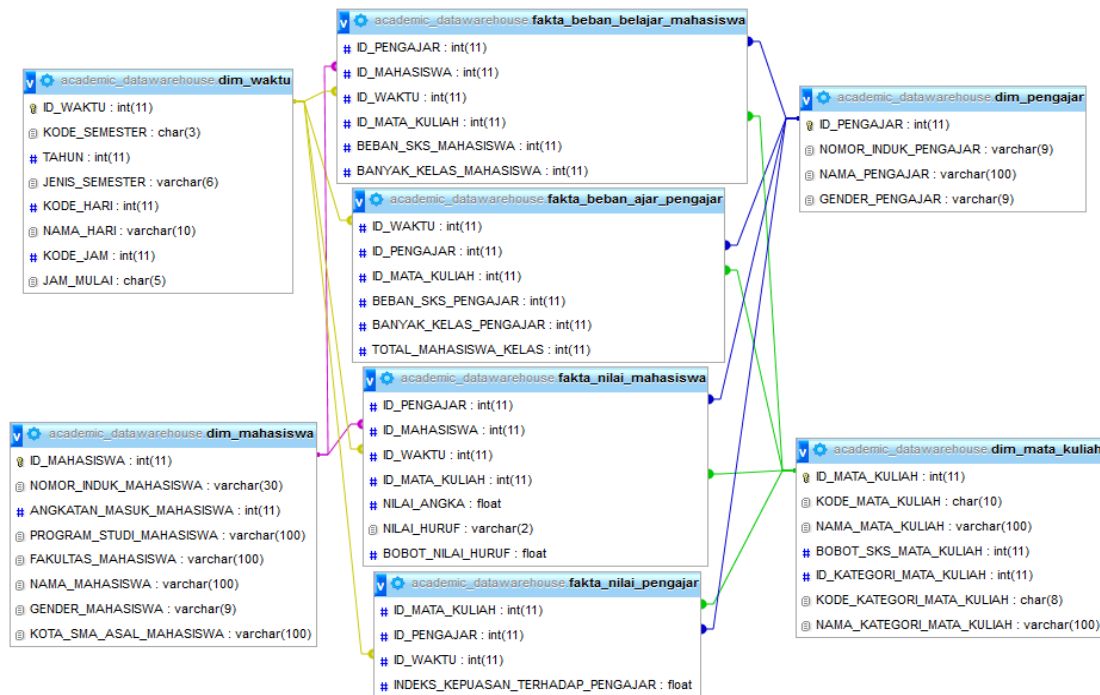 academic_datawarehouse.dim_waktu
ID_WAKTU : int(11)
KODE_SEMESTER : char(3)
TAHUN : int(11)
JENIS_SEMESTER : varchar(6)
KODE_HARI : int(11)
NAMA_HARI : varchar(10)
KODE_JAM : int(11)
JAM_MULAI : char(5)
academic_datawarehouse.dim_mahasiswa
ID_MAHASISWA : int(11)
NOMOR_INDUK_MAHASISWA : varchar(30)
ANGKATAN_MASUK_MAHASISWA : int(11)
PROGRAM_STUDI_MAHASISWA : varchar(100)
FAKULTAS_MAHASISWA : varchar(100)
NAMA_MAHASISWA : varchar(100)
GENDER_MAHASISWA : varchar(9)
KOTA_SMA_ASAL_MAHASISWA : varchar(100)
academic_datawarehouse.fakta_beban_belajar_mahasiswa
ID_PENGAJAR : int(11)
ID_MAHASISWA : int(11)
ID_WAKTU : int(11)
ID_MATA_KULIAH : int(11)
BEBAN_SKS_MAHASISWA : int(11)
BANYAK_KELAS_MAHASISWA : int(11)
academic_datawarehouse.fakta_beban_ajar_pengajar
ID_WAKTU : int(11)
ID_PENGAJAR : int(11)
ID_MATA_KULIAH : int(11)
BEBAN_SKS_PENGAJAR : int(11)
BANYAK_KELAS_PENGAJAR : int(11)
TOTAL_MAHASISWA_KELAS : int(11)
academic_datawarehouse.fakta_nilai_mahasiswa
ID_PENGAJAR : int(11)
ID_MAHASISWA : int(11)
ID_WAKTU : int(11)
ID_MATA_KULIAH : int(11)
NILAI_ANGKA : float
NILAI_HURUF : varchar(2)
BOBOT_NILAI_HURUF : float
academic_datawarehouse.fakta_nilai_pengajar
ID_MATA_KULIAH : int(11)
ID_PENGAJAR : int(11)
ID_WAKTU : int(11)
INDEKS_KEPUASAN_TERHADAP_PENGAJAR : float
academic_datawarehouse.dim_pengajar
ID_PENGAJAR : int(11)
NOMOR_INDUK_PENGAJAR : varchar(9)
NAMA_PENGAJAR : varchar(100)
GENDER_PENGAJAR : varchar(9)
academic_datawarehouse.dim_mata_kuliah
ID_MATA_KULIAH : int(11)
KODE_MATA_KULIAH : char(10)
NAMA_MATA_KULIAH : varchar(100)
BOBOT_SKS_MATA_KULIAH : int(11)
ID_KATEGORI_MATA_KULIAH : int(11)
KODE_KATEGORI_MATA_KULIAH : char(8)
NAMA_KATEGORI_MATA_KULIAH : varchar(100)